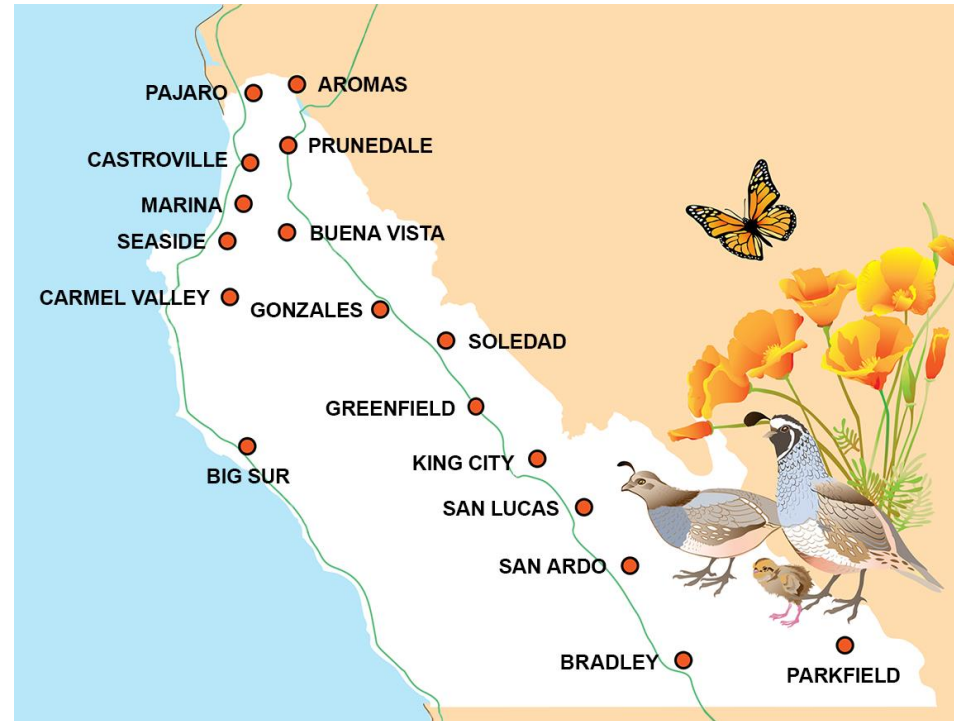 AROMAS
PAJARO
PRUNEDALE
CASTROVILLE
MARINA
BUENA VISTA
SEASIDE
CARMEL VALLEY
GONZALES
SOLEDAD
GREENFIELD
KING CITY
BIG SUR
SAN LUCAS
SAN ARDO
BRADLEY
PARKFIELD